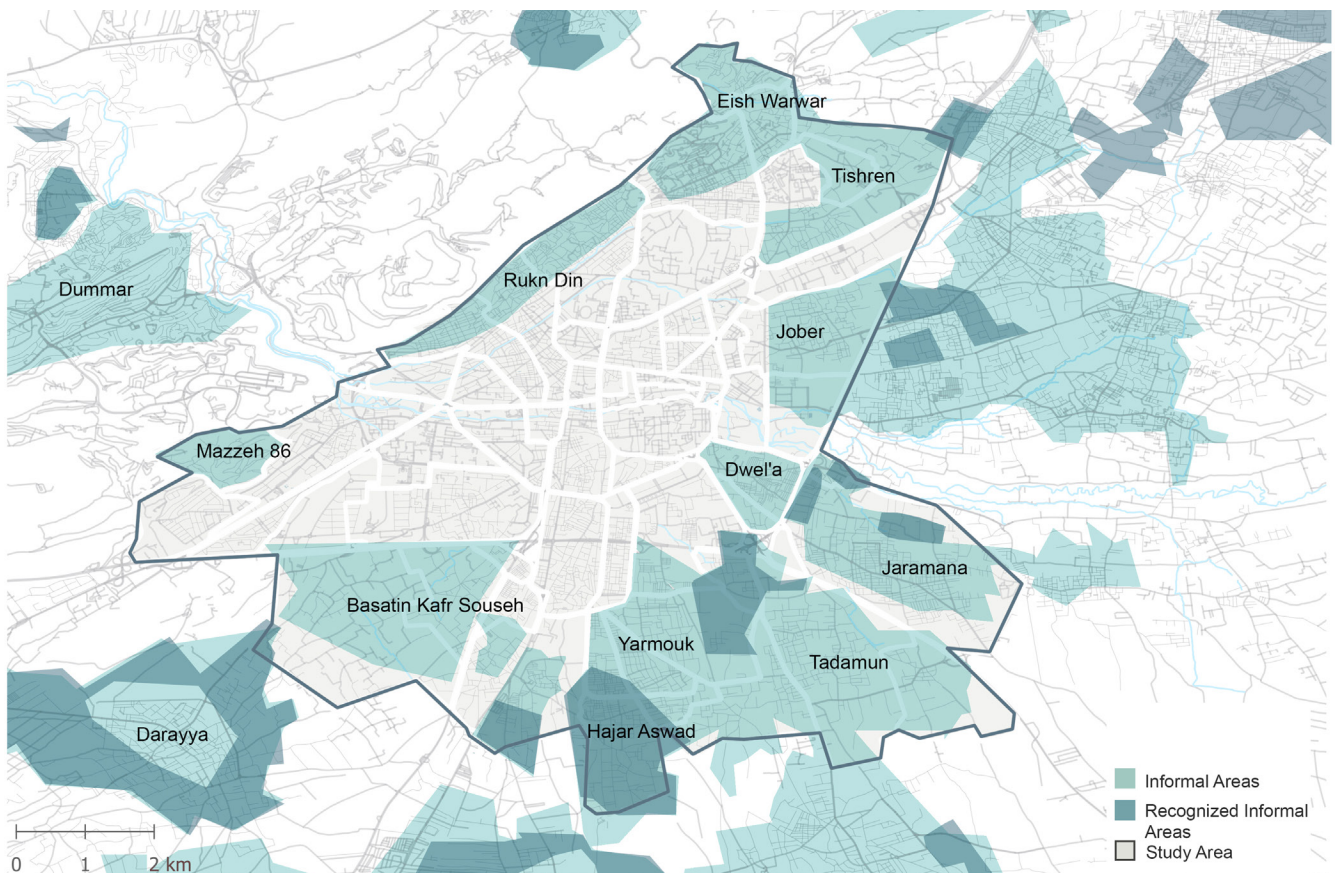 Eish Warwar
Tishren
Rukn Din
Dummar
Jober
Mazzeh 86
Dwel'a
Jaramana
Basatin Kafr Souseh
Yarmouk
Tadamun
Hajar Aswad
Darayya
Informal Areas
Recognized Informal
Areas
Study Area
0 1 2 km